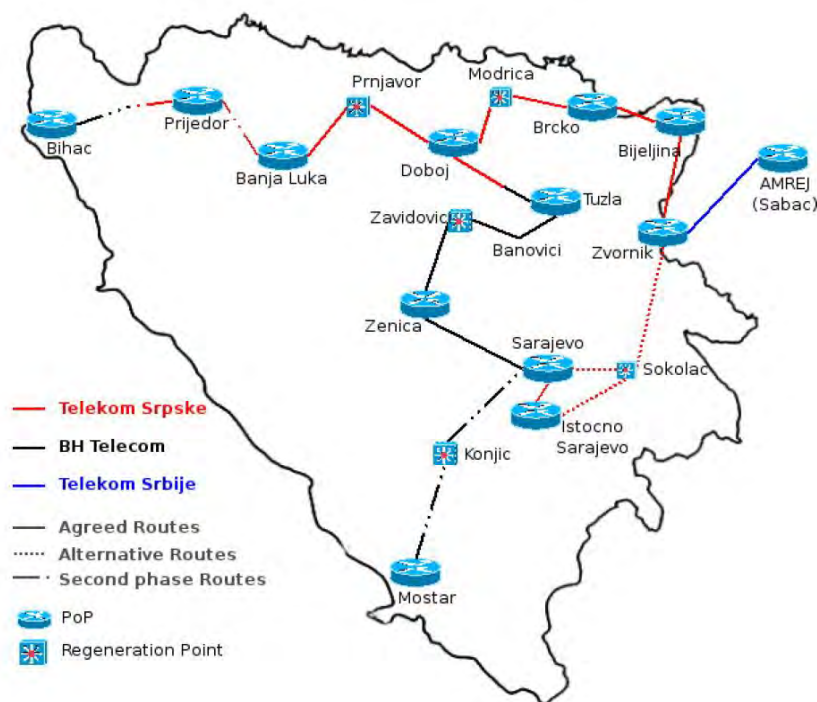 Prnjavor
Modrica
Bihac
Prijedor
Banja Luka
Doboj
Brcko
Bijeljina
AMREJ
(Sabac)
Tuzla
Zavidovici
Banovici
Zvornik
Zenica
Sarajevo
Sokolac
Istocno
Sarajevo
Konjic
Mostar
Telekom Srpske
BH Telecom
Telekom Srbije
Agreed Routes
Alternative Routes
Second phase Routes
PoP
Regeneration Point